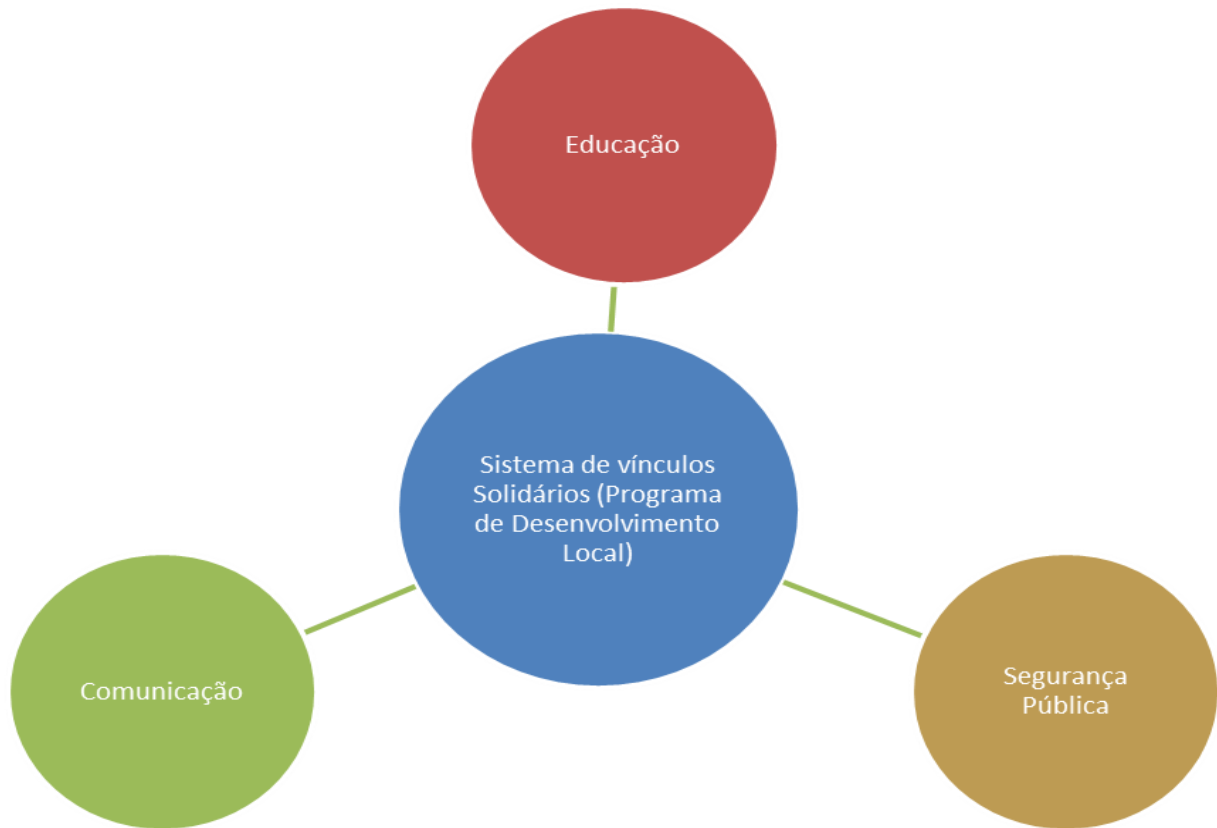 Educação
Sistema de vínculos
Solidários (Programa
de Desenvolvimento
Local)
Comunicação
Segurança
Pública